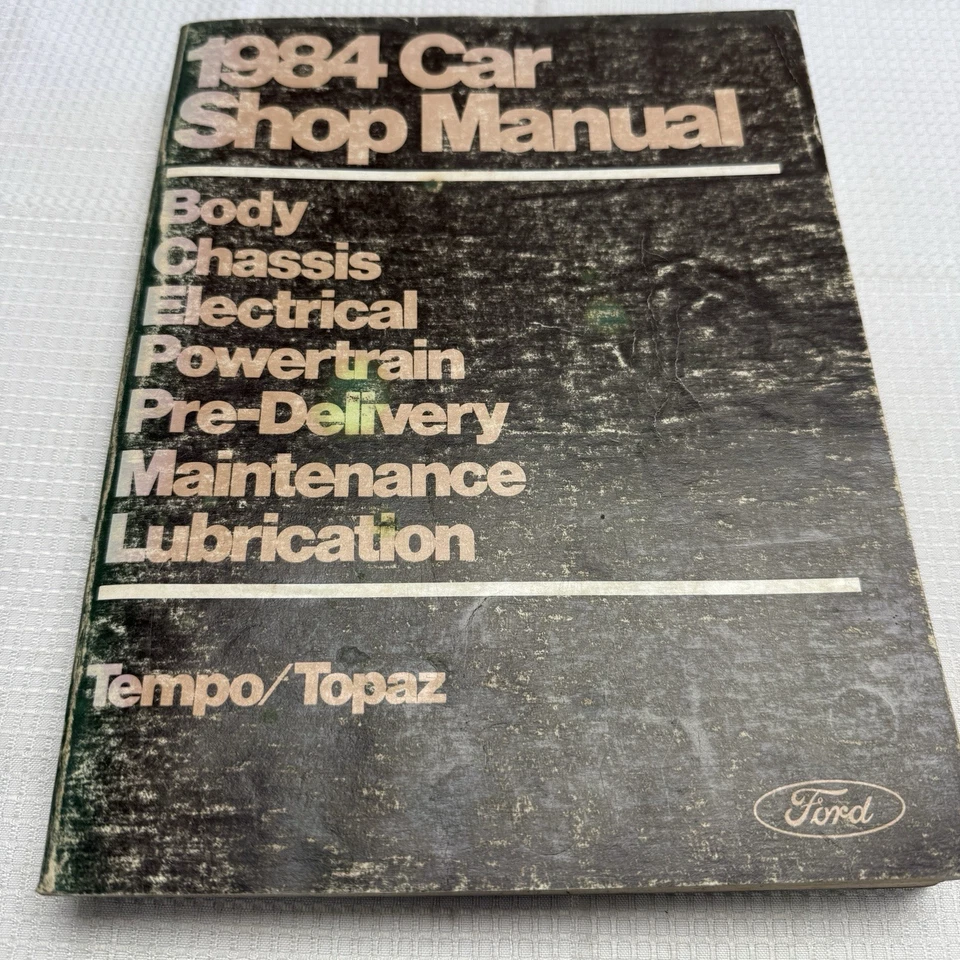 1984 Car
Shop Manual
Body
Chassis
Electrical
Powertrain
Pre-Delivery
Maintenance
Lubrication
Tempo/Topaz
Ford